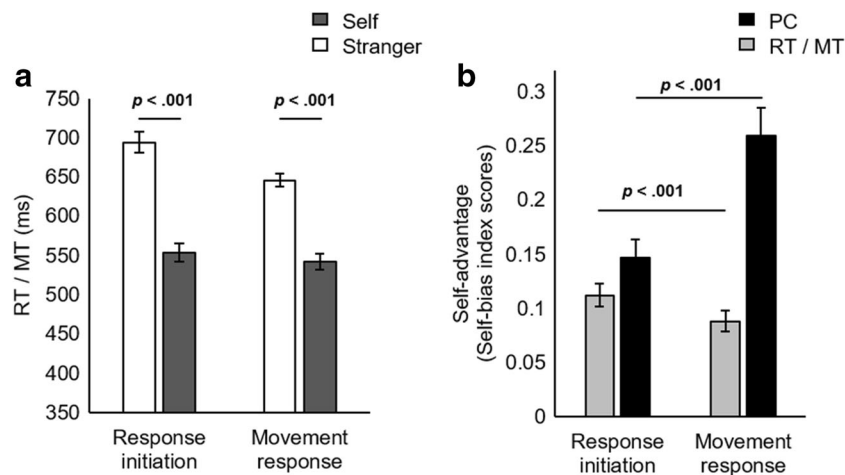 Self
Stranger
a
750
700
650
600
550
500
450
400
350
RT / MT (ms)
p < .001
p < .001
Response
initiation
Movement
response
PC
RT / MT
b
0.3
0.25
0.2
0.15
0.1
0.05
0
Self-advantage
(Self-bias index scores)
p < .001
p < .001
Response
initiation
Movement
response